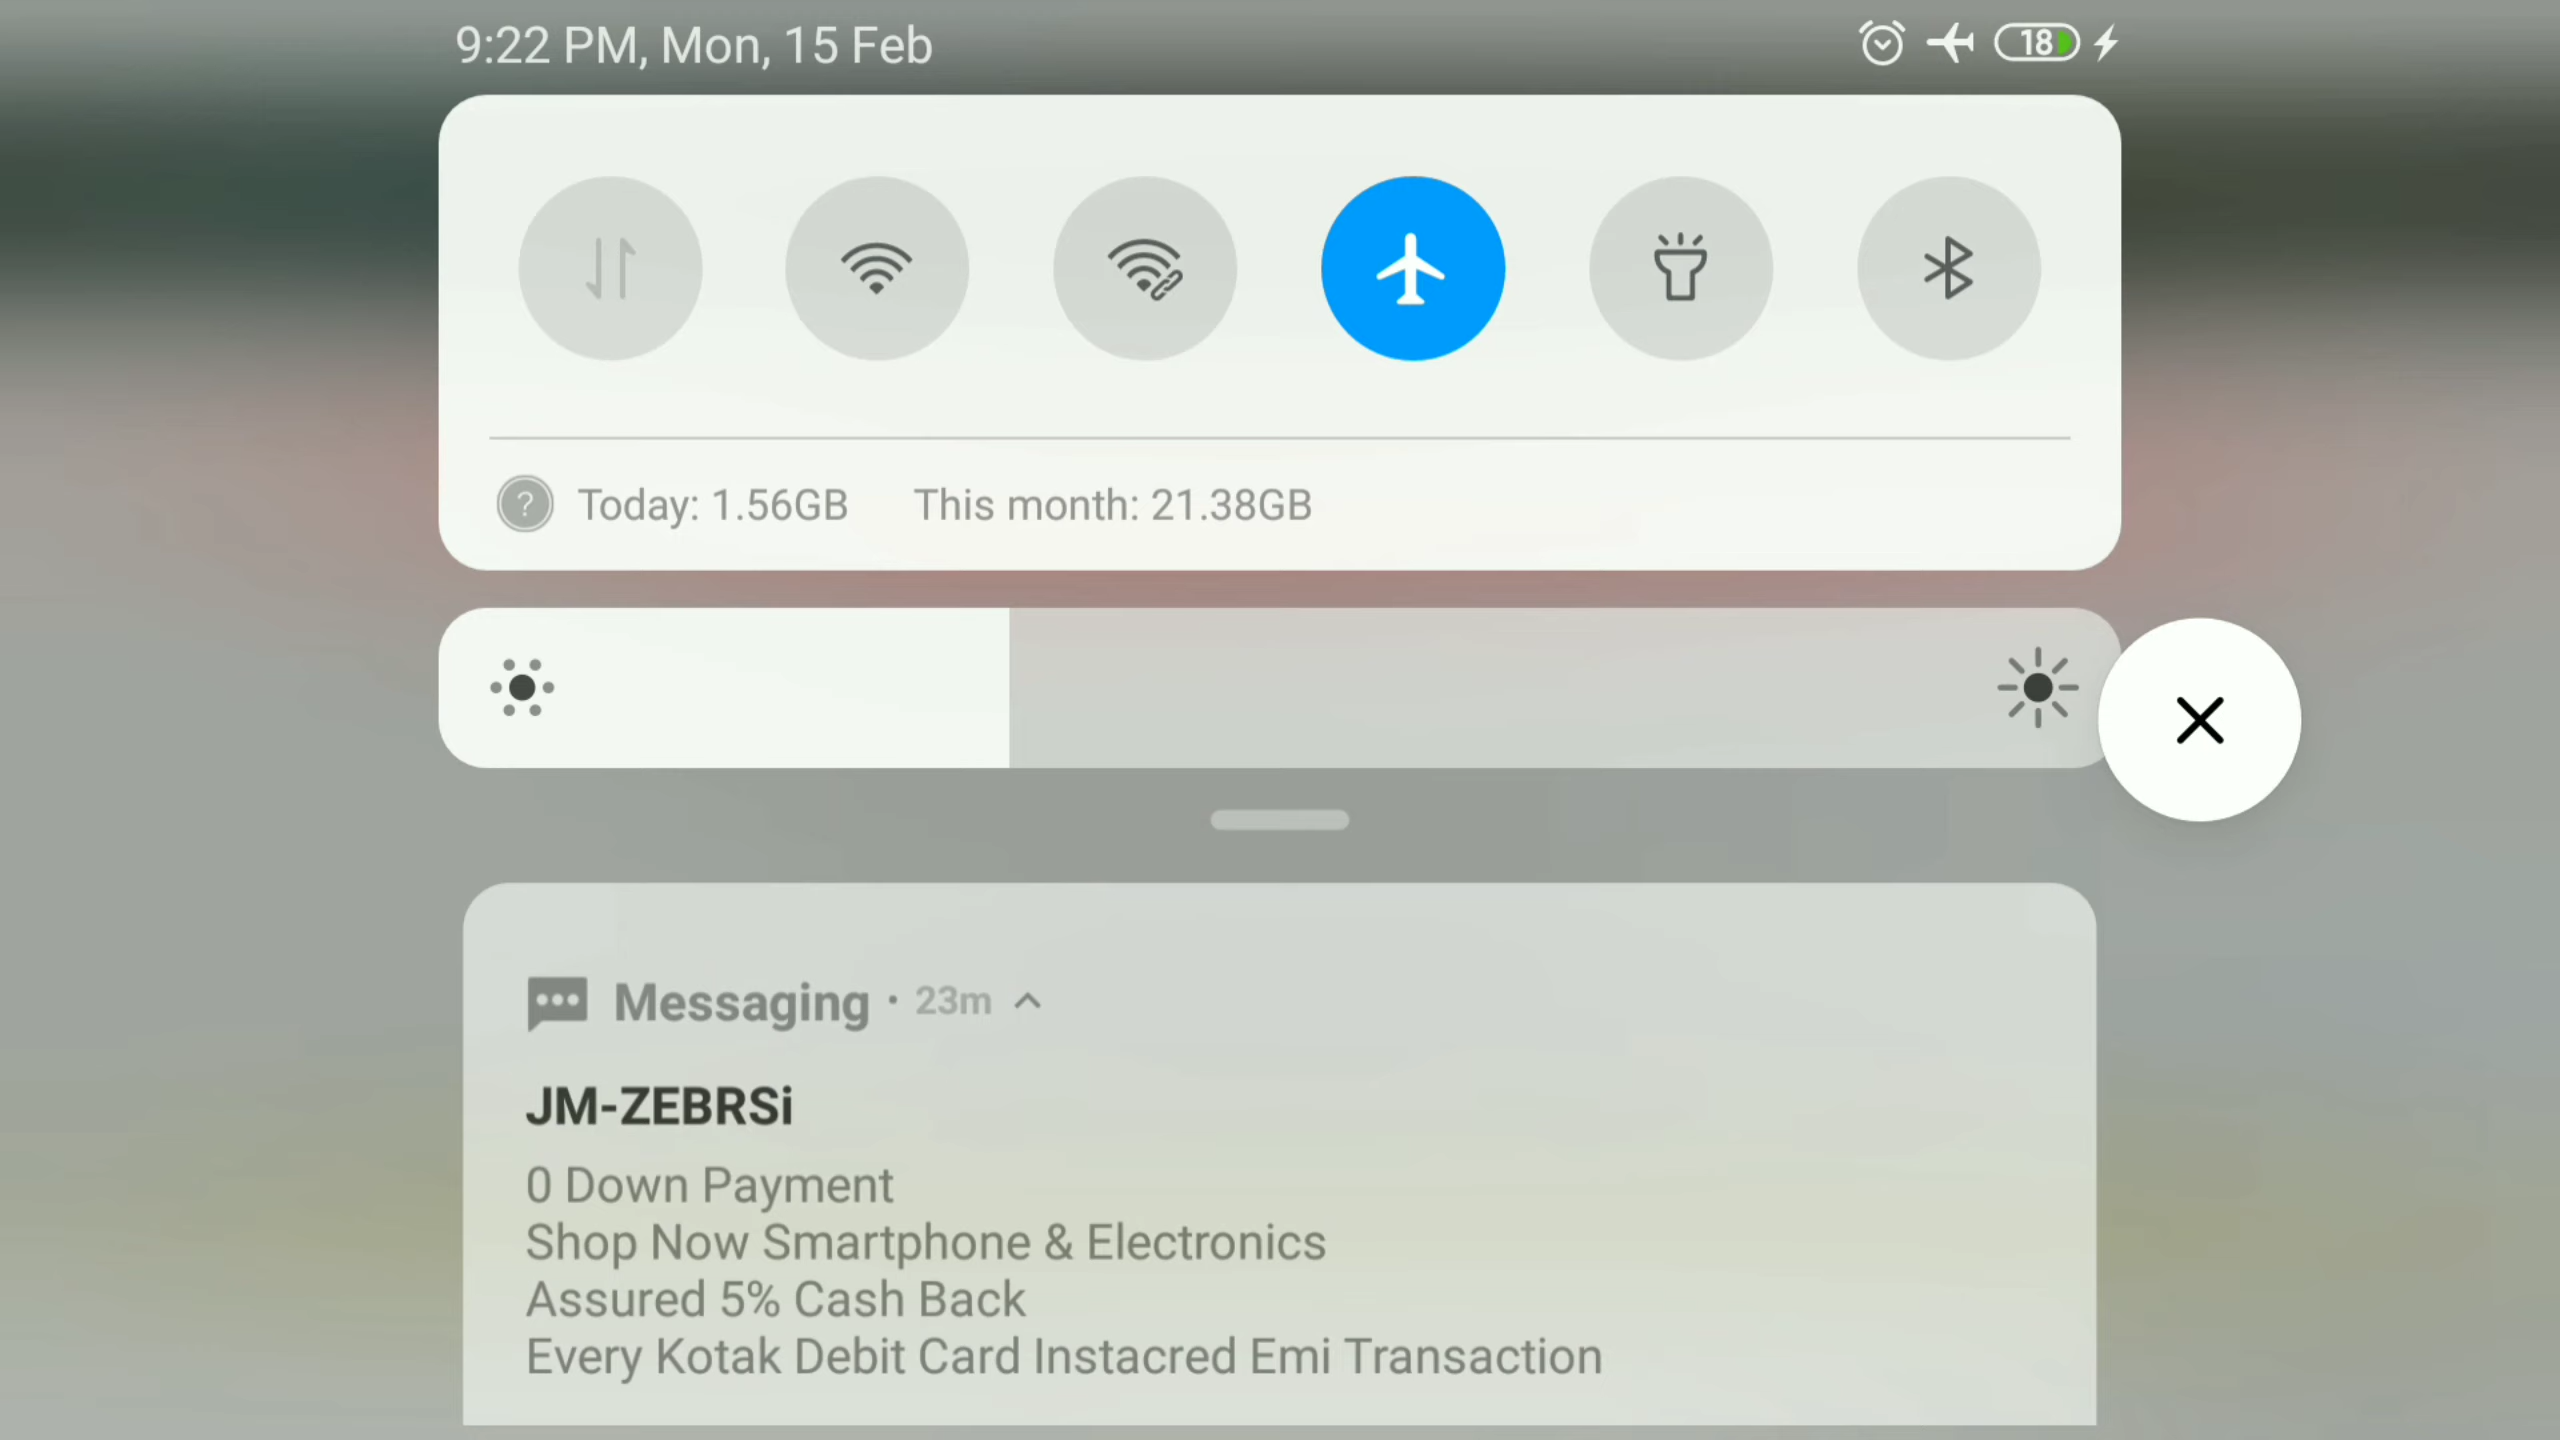 9:22 PM, Mon, 15 Feb
18
? Today: 1.56GB This month: 21.38GB
Messaging · 23m
JM-ZEBRSi
0 Down Payment
Shop Now Smartphone & Electronics
Assured 5% Cash Back
Every Kotak Debit Card Instacred Emi Transaction